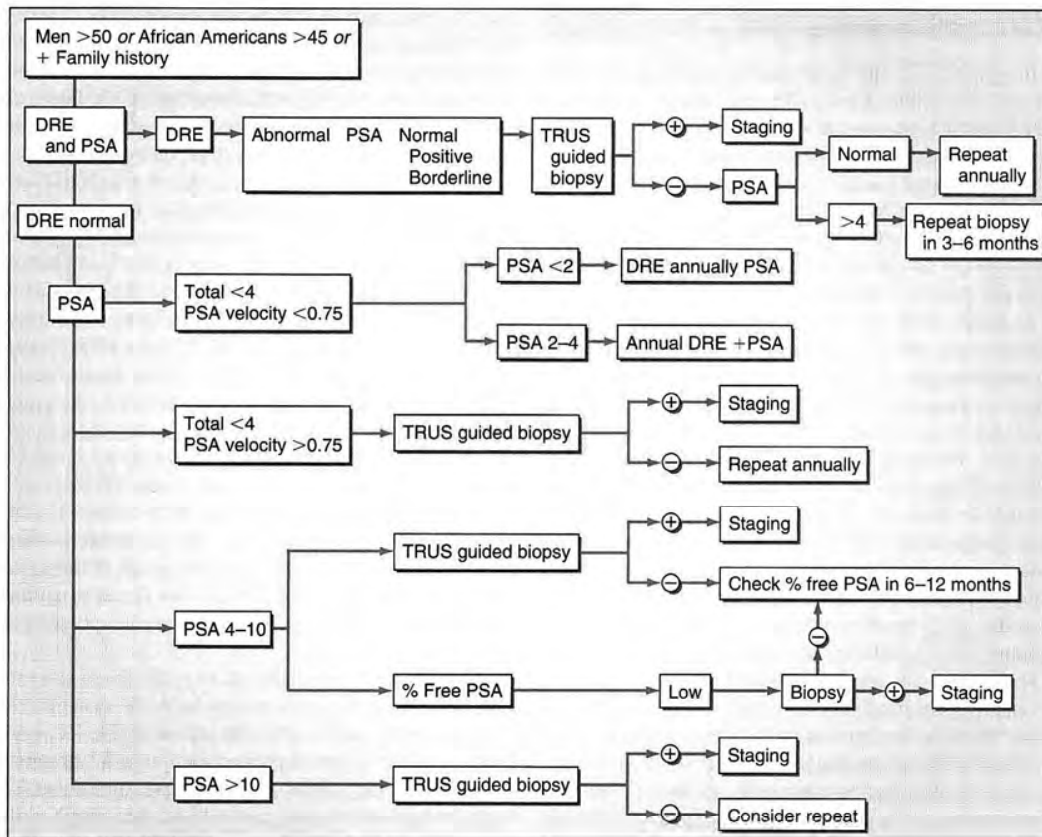 Men >50 or African Americans >45 or
+ Family history
DRE
and PSA
DRE
Abnormal PSA Normal
Positive
Borderline
TRUS
guided
biopsy
+
Staging
−
PSA
Normal
Repeat
annually
>4
Repeat biopsy
in 3–6 months
DRE normal
PSA
Total <4
PSA velocity <0.75
PSA <2
DRE annually PSA
PSA 2–4
Annual DRE +PSA
Total <4
PSA velocity >0.75
TRUS guided biopsy
+
Staging
−
Repeat annually
PSA 4–10
TRUS guided biopsy
+
Staging
−
Check % free PSA in 6–12 months
−
% Free PSA
Low
Biopsy
+
Staging
PSA >10
TRUS guided biopsy
+
Staging
−
Consider repeat